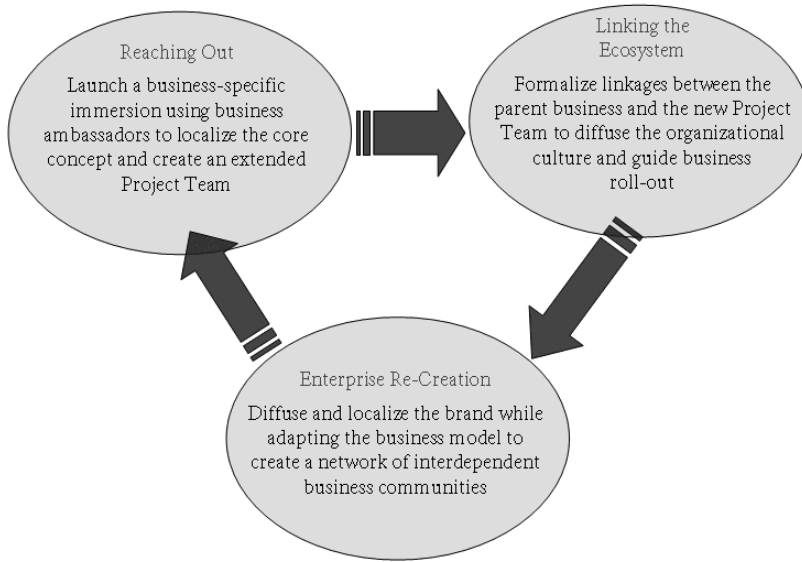 Reaching Out
Launch a business-specific
immersion using business
ambassadors to localize the core
concept and create an extended
Project Team
Linking the
Ecosystem
Formalize linkages between the
parent business and the new Project
Team to diffuse the organizational
culture and guide business
roll-out
Enterprise Re-Creation
Diffuse and localize the brand while
adapting the business model to
create a network of interdependent
business communities